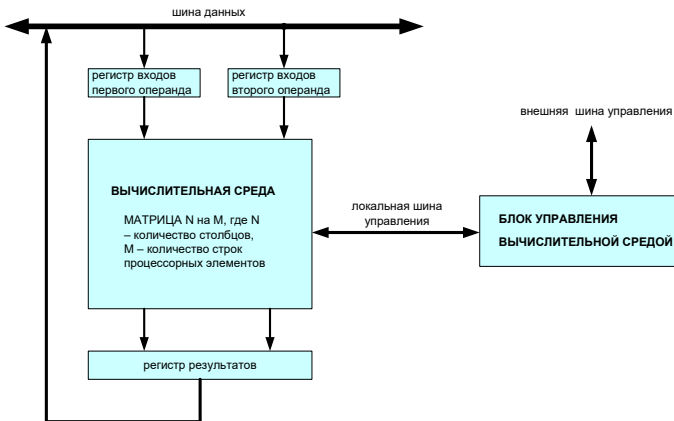 шина данных
регистр входов
первого операнда
регистр входов
второго операнда
внешняя шина управления
ВЫЧИСЛИТЕЛЬНАЯ СРЕДА
МАТРИЦА N на M, где N
– количество столбцов,
M – количество строк
процессорных элементов
локальная шина
управления
БЛОК УПРАВЛЕНИЯ
ВЫЧИСЛИТЕЛЬНОЙ СРЕДОЙ
регистр результатов